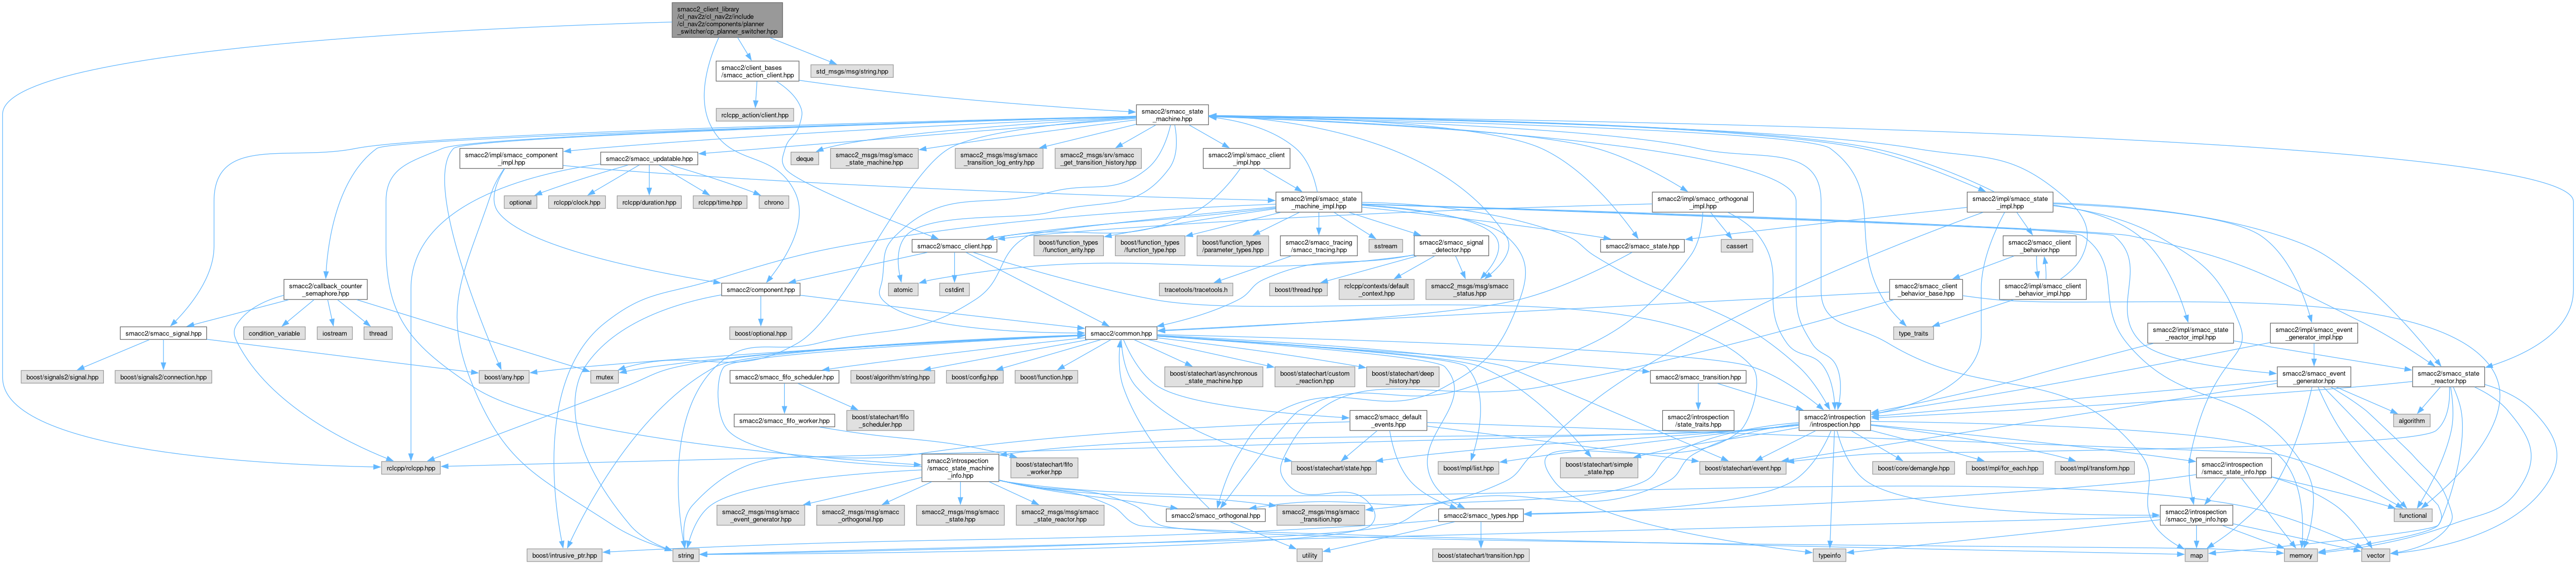 smacc2_client_library
/cl_nav2z/cl_nav2z/include
/cl_nav2z/components/planner
_switcher/cp_planner_switcher.hpp
smacc2/client_bases
/smacc_action_client.hpp
std_msgs/msg/string.hpp
rclcpp_action/client.hpp
smacc2/smacc_state
_machine.hpp
smacc2/impl/smacc_component
_impl.hpp
smacc2/smacc_updatable.hpp
deque
smacc2_msgs/msg/smacc
_state_machine.hpp
smacc2_msgs/msg/smacc
_transition_log_entry.hpp
smacc2_msgs/srv/smacc
_get_transition_history.hpp
smacc2/impl/smacc_client
_impl.hpp
optional
rclcpp/clock.hpp
rclcpp/duration.hpp
rclcpp/time.hpp
chrono
smacc2/impl/smacc_state
_machine_impl.hpp
smacc2/impl/smacc_orthogonal
_impl.hpp
smacc2/impl/smacc_state
_impl.hpp
smacc2/smacc_client.hpp
boost/function_types
/function_arity.hpp
boost/function_types
/function_type.hpp
boost/function_types
/parameter_types.hpp
smacc2/smacc_tracing
/smacc_tracing.hpp
sstream
smacc2/smacc_signal
_detector.hpp
smacc2/smacc_state.hpp
cassert
smacc2/smacc_client
_behavior.hpp
smacc2/callback_counter
_semaphore.hpp
smacc2/component.hpp
atomic
cstdint
tracetools/tracetools.h
boost/thread.hpp
rclcpp/contexts/default
_context.hpp
smacc2_msgs/msg/smacc
_status.hpp
smacc2/smacc_client
_behavior_base.hpp
smacc2/impl/smacc_client
_behavior_impl.hpp
smacc2/smacc_signal.hpp
condition_variable
iostream
thread
boost/optional.hpp
smacc2/common.hpp
type_traits
smacc2/impl/smacc_state
_reactor_impl.hpp
smacc2/impl/smacc_event
_generator_impl.hpp
boost/signals2/signal.hpp
boost/signals2/connection.hpp
boost/any.hpp
mutex
smacc2/smacc_fifo_scheduler.hpp
boost/algorithm/string.hpp
boost/config.hpp
boost/function.hpp
boost/statechart/asynchronous
_state_machine.hpp
boost/statechart/custom
_reaction.hpp
boost/statechart/deep
_history.hpp
smacc2/smacc_transition.hpp
smacc2/smacc_event
_generator.hpp
smacc2/smacc_state
_reactor.hpp
smacc2/smacc_fifo_worker.hpp
boost/statechart/fifo
_scheduler.hpp
smacc2/smacc_default
_events.hpp
smacc2/introspection
/state_traits.hpp
smacc2/introspection
/introspection.hpp
algorithm
rclcpp/rclcpp.hpp
smacc2/introspection
/smacc_state_machine
_info.hpp
boost/statechart/fifo
_worker.hpp
boost/statechart/state.hpp
boost/mpl/list.hpp
boost/statechart/simple
_state.hpp
boost/statechart/event.hpp
boost/core/demangle.hpp
boost/mpl/for_each.hpp
boost/mpl/transform.hpp
smacc2/introspection
/smacc_state_info.hpp
smacc2_msgs/msg/smacc
_event_generator.hpp
smacc2_msgs/msg/smacc
_orthogonal.hpp
smacc2_msgs/msg/smacc
_state.hpp
smacc2_msgs/msg/smacc
_state_reactor.hpp
smacc2/smacc_orthogonal.hpp
smacc2_msgs/msg/smacc
_transition.hpp
smacc2/smacc_types.hpp
smacc2/introspection
/smacc_type_info.hpp
functional
boost/intrusive_ptr.hpp
string
utility
boost/statechart/transition.hpp
typeinfo
map
memory
vector